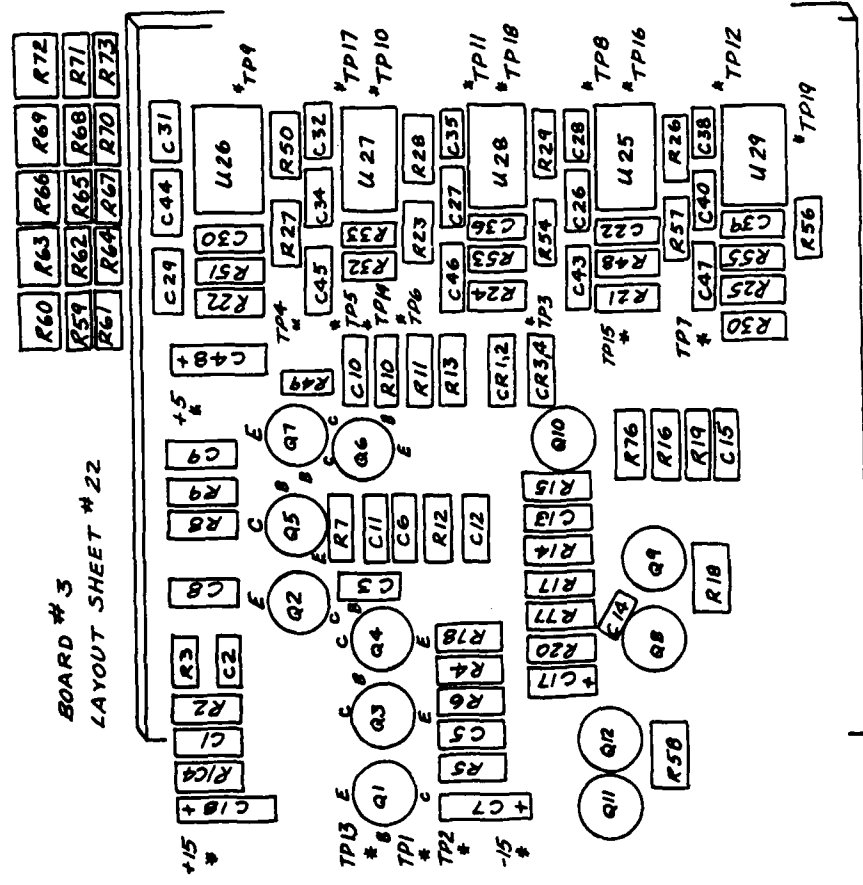 BOARD #3
LAYOUT SHEET #22
R72
R71
R73
R69
R68
R70
R66
R65
R67
R63
R62
R64
R60
R59
R61
C31
C44
C29
U26
*TP9
C30
R51
R22
R50
R27
C32
C34
C45
*TP17
*TP10
U27
R33
R32
R28
R23
C35
C27
C46
*TP11
*TP18
U28
C36
R53
R24
R29
R54
C28
C26
C43
*TP8
*TP16
U25
C22
R48
R21
R26
R57
C38
C40
C47
*TP12
U29
C39
R55
R25
R30
*TP19
R56
C48 +
TP4 *
*TP5
*TP14
*TP6
*TP3
TP15 *
TP7 *
R49
C10
R10
R11
R13
CR1,2
CR3,4
+5 *
C9
R9
R8
C8
E Q7 C B
C Q6 B E
C Q5 B E
E Q2 C B
R7
C11
C6
R12
C12
C3
Q10
R76
R16
R19
C15
R15
C13
R14
R17
R77
R20
C17 +
C14
Q9
Q8
R18
R3
C2
R2
C1
R1C4
C18 +
+15 *
C Q4 B E
C Q3 B E
E Q1 B C
R78
R4
R6
C5
R5
C7 +
TP13 *
TP1 *
TP2 *
-15 *
Q12
Q11
R58